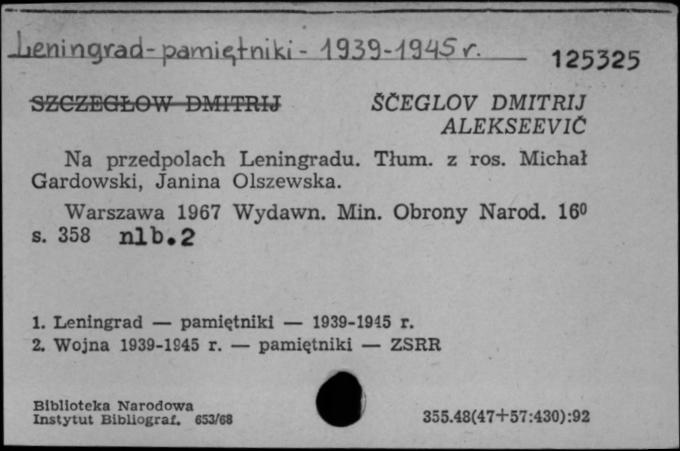 Leningrad - pamiętniki - 1939-1945 r.
125325
SZCZEGŁOW DMITRIJ
ŠČEGLOV DMITRIJ
ALEKSEEVIČ
Na przedpolach Leningradu. Tłum. z ros. Michał
Gardowski, Janina Olszewska.
Warszawa 1967 Wydawn. Min. Obrony Narod. 16⁰
s. 358 nlb.2
1. Leningrad — pamiętniki — 1939-1945 r.
2. Wojna 1939-1945 r. — pamiętniki — ZSRR
Biblioteka Narodowa
Instytut Bibliograf. 653/68
355.48(47+57:430):92